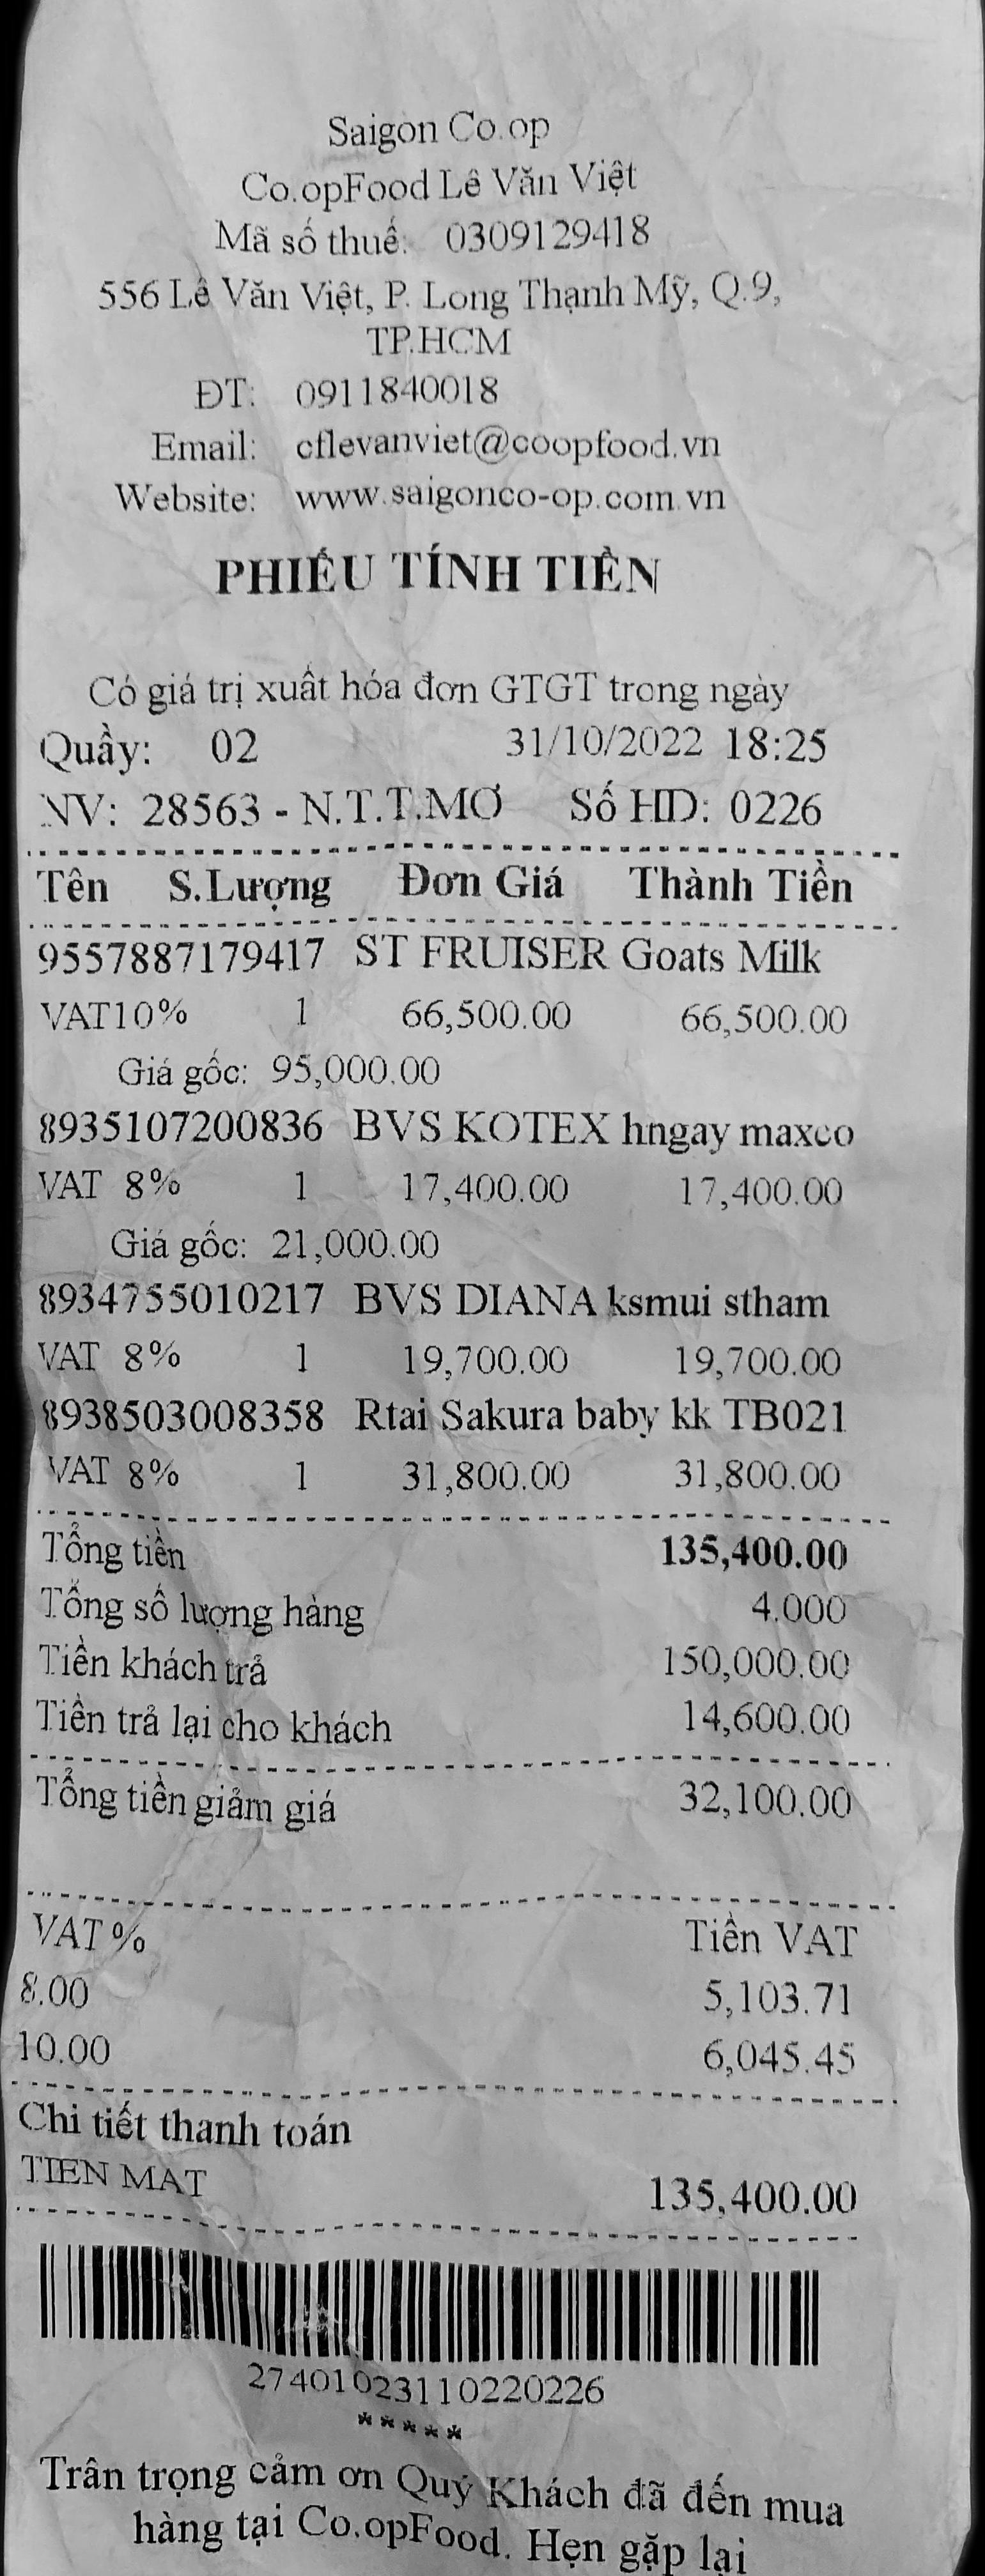 Saigon Co.op
Co.opFood Lê Văn Việt
Mã số thuế: 0309129418
556 Lê Văn Việt, P. Long Thạnh Mỹ, Q.9,
TP.HCM
ĐT: 0911840018
Email: cflevanviet@coopfood.vn
Website: www.saigonco-op.com.vn
PHIẾU TÍNH TIỀN
Có giá trị xuất hóa đơn GTGT trong ngày
Quầy: 02 31/10/2022 18:25
NV: 28563 - N.T.T.MƠ Số HD: 0226
Tên S.Lượng Đơn Giá Thành Tiền
9557887179417 ST FRUISER Goats Milk
VAT10% 1 66,500.00 66,500.00
Giá gốc: 95,000.00
8935107200836 BVS KOTEX hngay maxco
VAT 8% 1 17,400.00 17,400.00
Giá gốc: 21,000.00
8934755010217 BVS DIANA ksmui stham
VAT 8% 1 19,700.00 19,700.00
8938503008358 Rtai Sakura baby kk TB021
VAT 8% 1 31,800.00 31,800.00
Tổng tiền 135,400.00
Tổng số lượng hàng 4.000
Tiền khách trả 150,000.00
Tiền trả lại cho khách 14,600.00
Tổng tiền giảm giá 32,100.00
VAT% Tiền VAT
8.00 5,103.71
10.00 6,045.45
Chi tiết thanh toán
TIEN MAT 135,400.00
27401023110220226
*****
Trân trọng cảm ơn Quý Khách đã đến mua
hàng tại Co.opFood. Hẹn gặp lại